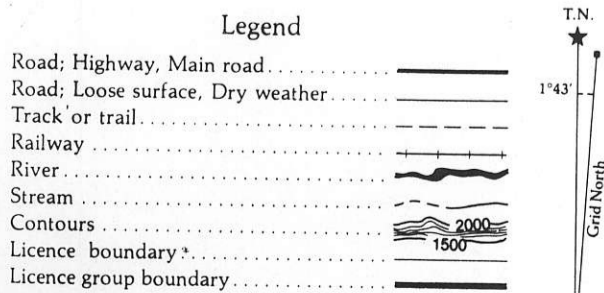 Legend
T.N.
Road; Highway, Main road
Road; Loose surface, Dry weather
1°43'
Track or trail
Railway
River
Stream
Contours
2000
1500
Licence boundary
Licence group boundary
Grid North